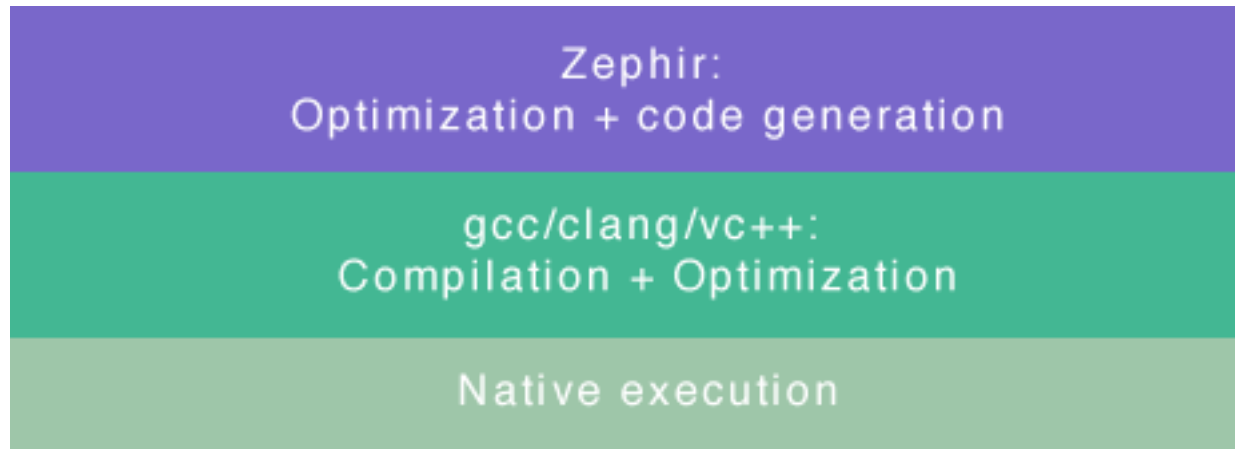 Zephir:
Optimization + code generation
gcc/clang/vc++:
Compilation + Optimization
Native execution